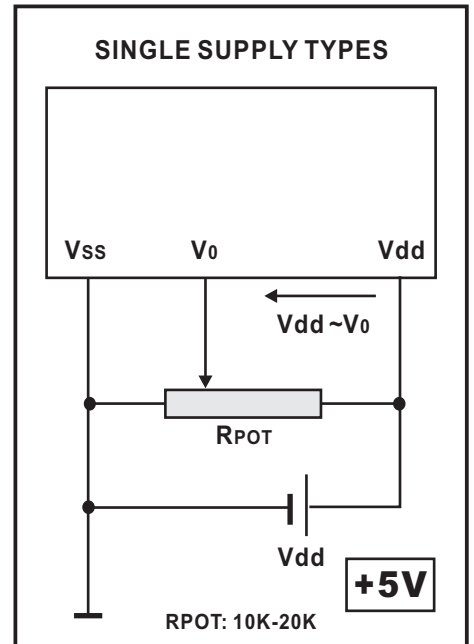 SINGLE SUPPLY TYPES
Vss V0 Vdd
Vdd ~V0
RPOT
Vdd
+5V
RPOT: 10K-20K